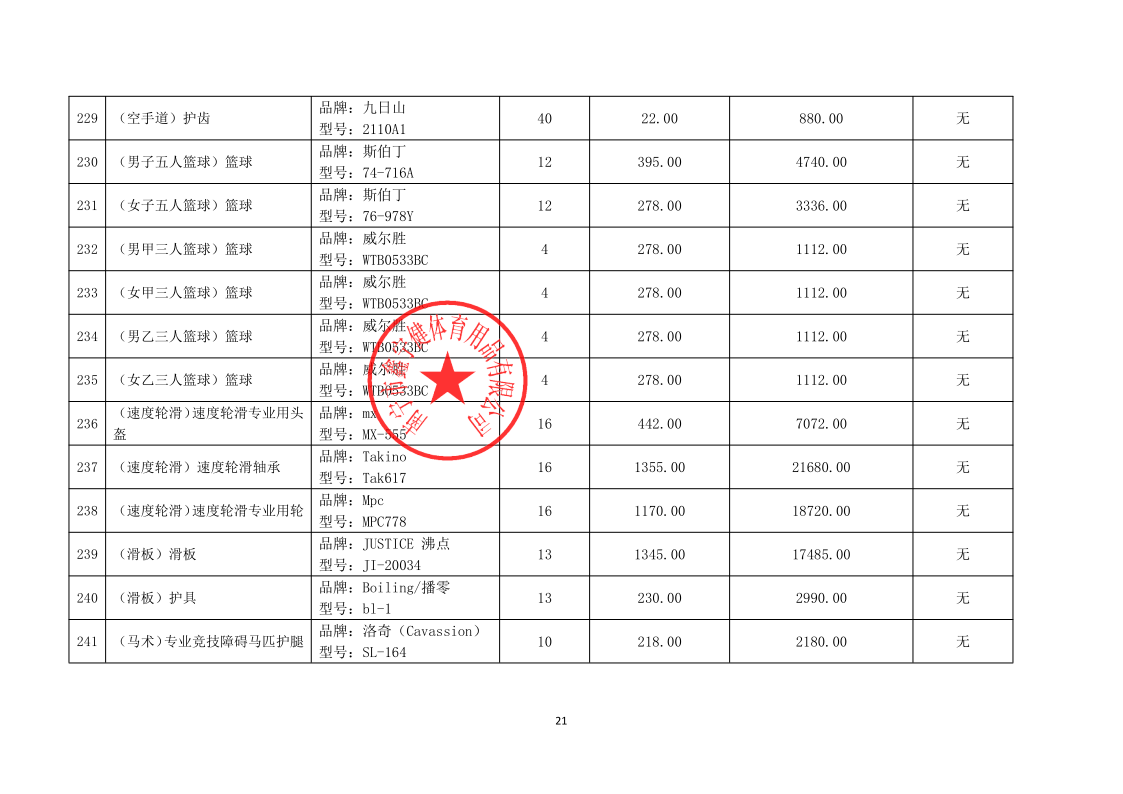 229 （空手道）护齿 品牌：九日山 40 22.00 880.00 无
型号：2110A1
230 （男子五人篮球）篮球 品牌：斯伯丁 12 395.00 4740.00 无
型号：74-716A
231 （女子五人篮球）篮球 品牌：斯伯丁 12 278.00 3336.00 无
型号：76-978Y
232 （男甲三人篮球）篮球 品牌：威尔胜 4 278.00 1112.00 无
型号：WTB0533BC
233 （女甲三人篮球）篮球 品牌：威尔胜 4 278.00 1112.00 无
型号：WTB0533BC
234 （男乙三人篮球）篮球 品牌：威尔胜 4 278.00 1112.00 无
型号：WTB0533BC
235 （女乙三人篮球）篮球 品牌：威尔胜 4 278.00 1112.00 无
型号：WTB0533BC
236 （速度轮滑）速度轮滑专业用头 品牌：mx 16 442.00 7072.00 无
盔 型号：MX-555
237 （速度轮滑）速度轮滑轴承 品牌：Takino 16 1355.00 21680.00 无
型号：Tak617
238 （速度轮滑）速度轮滑专业用轮 品牌：Mpc 16 1170.00 18720.00 无
型号：MPC778
239 （滑板）滑板 品牌：JUSTICE 沸点 13 1345.00 17485.00 无
型号：JI-20034
240 （滑板）护具 品牌：Boiling/播零 13 230.00 2990.00 无
型号：bl-1
241 （马术）专业竞技障碍马匹护腿 品牌：洛奇（Cavassion） 10 218.00 2180.00 无
型号：SL-164
体育用品有限公司
21